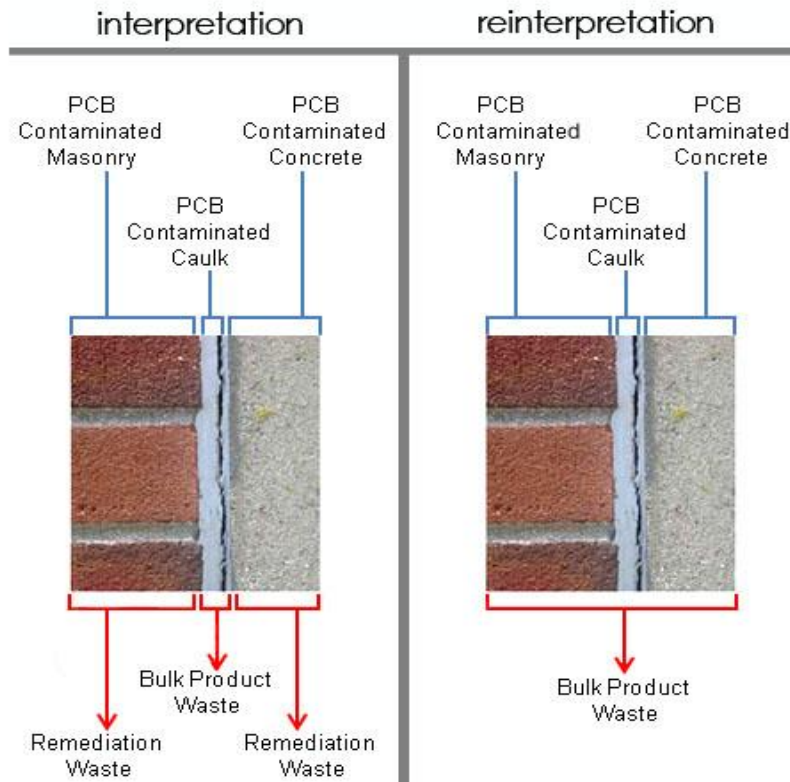 interpretation
PCB
Contaminated
Masonry
PCB
Contaminated
Concrete
PCB
Contaminated
Caulk
Bulk Product
Waste
Remediation
Waste
Remediation
Waste
reinterpretation
PCB
Contaminated
Masonry
PCB
Contaminated
Concrete
PCB
Contaminated
Caulk
Bulk Product
Waste